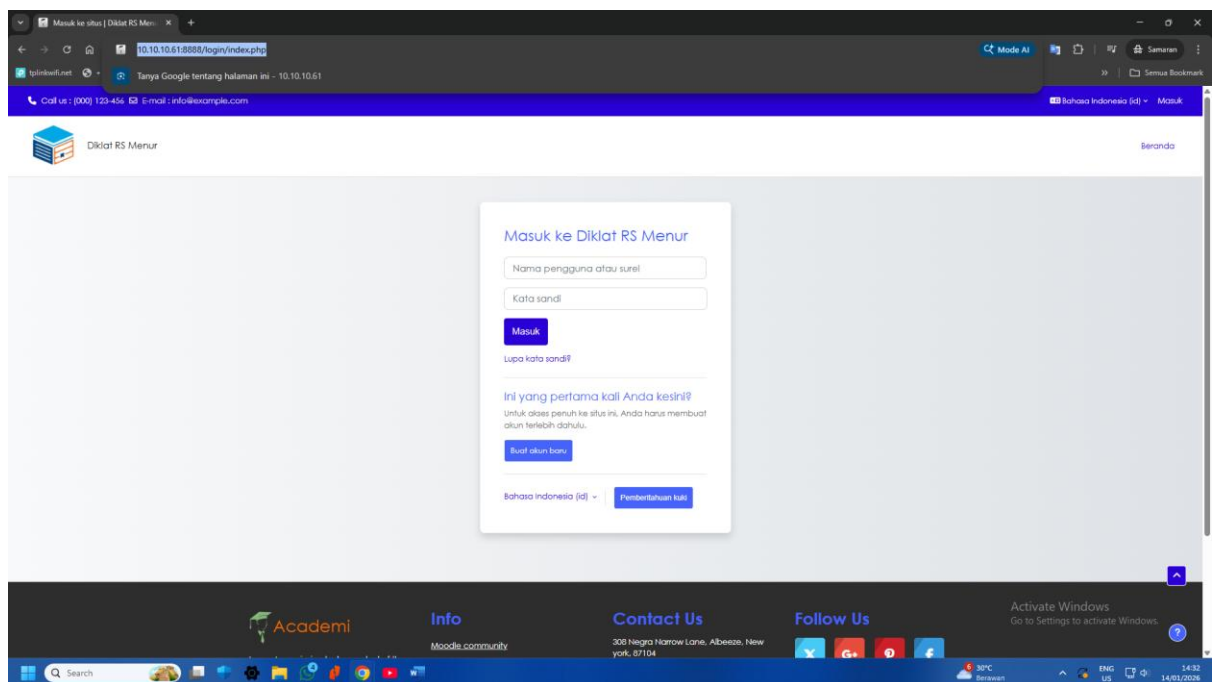 Masuk ke situs | Diklat RS Men
10.10.10.61:8888/login/index.php
Mode AI
Samaran
tplinkwifi.net
Tanya Google tentang halaman ini - 10.10.10.61
Semua Bookmark
Call us : (000) 123-456 E-mail : info@example.com
Bahasa Indonesia (id)
Masuk
Diklat RS Menur
Beranda
Masuk ke Diklat RS Menur
Nama pengguna atau surel
Kata sandi
Masuk
Lupa kata sandi?
Ini yang pertama kali Anda kesini?
Untuk akses penuh ke situs ini, Anda harus membuat
akun terlebih dahulu.
Buat akun baru
Bahasa Indonesia (id)
Pemberitahuan kuki
Academi
Info
Moodle community
Contact Us
308 Negra Narrow Lane, Albeeze, New
york, 87104
Follow Us
G+
Activate Windows
Go to Settings to activate Windows.
Search
6
30°C
Berawan
ENG
US
14:32
14/01/2026